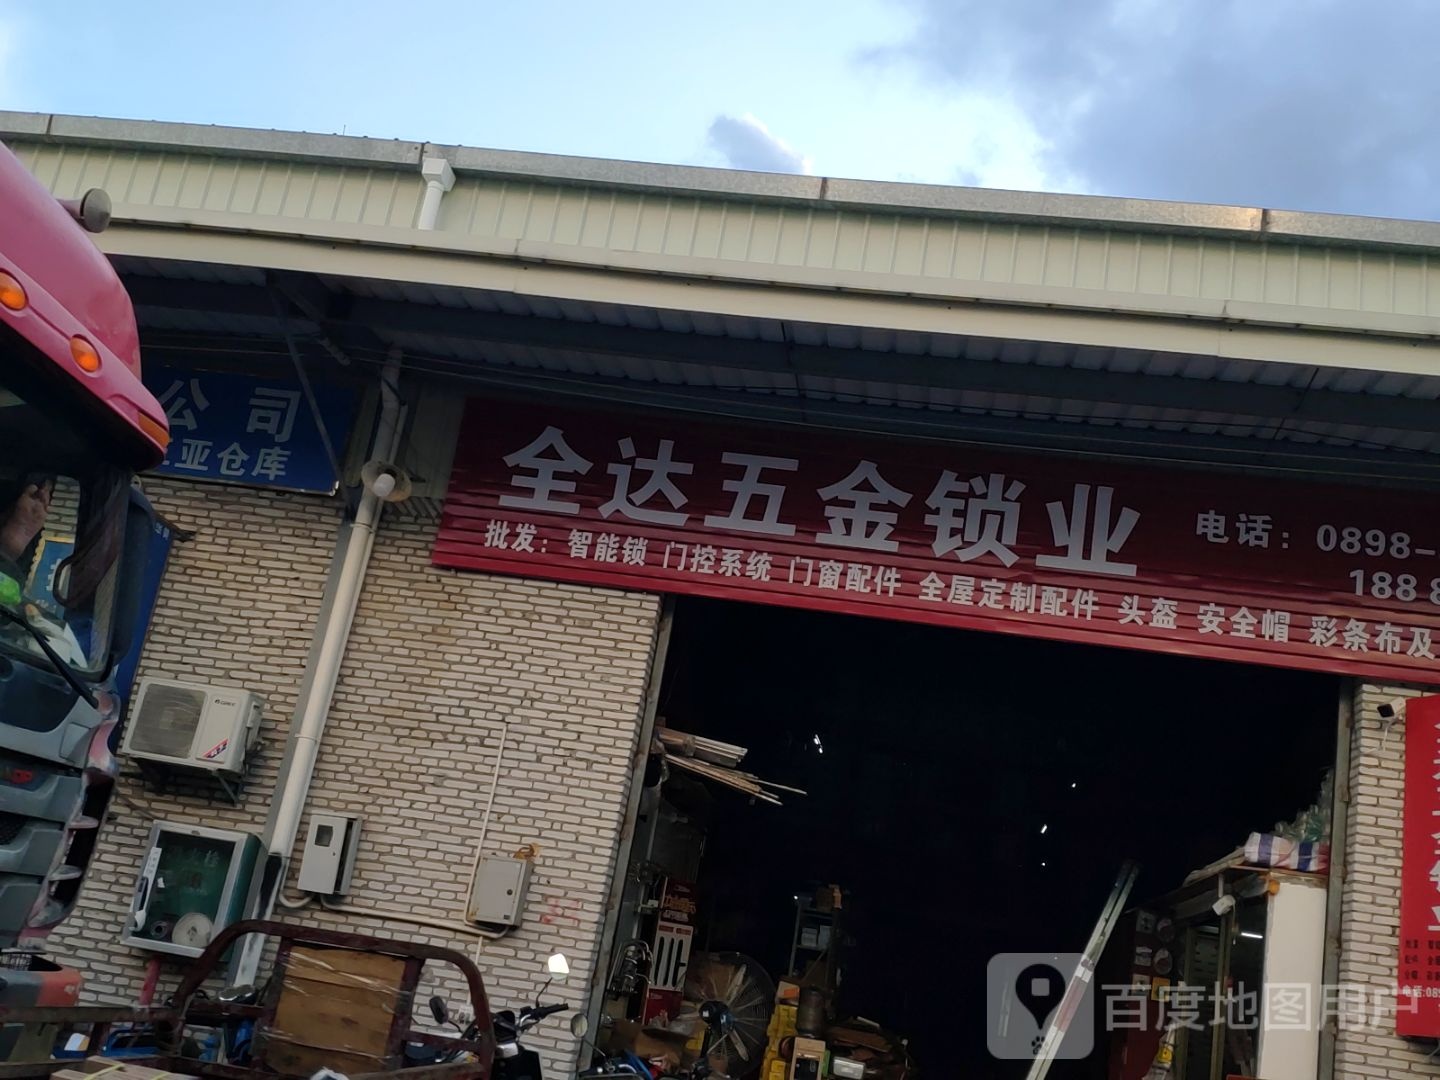 公司
三亚仓库
全达五金锁业
电话：0898-
188
批发：智能锁 门控系统 门窗配件 全屋定制配件 头盔 安全帽 彩条布及
百度地图用户